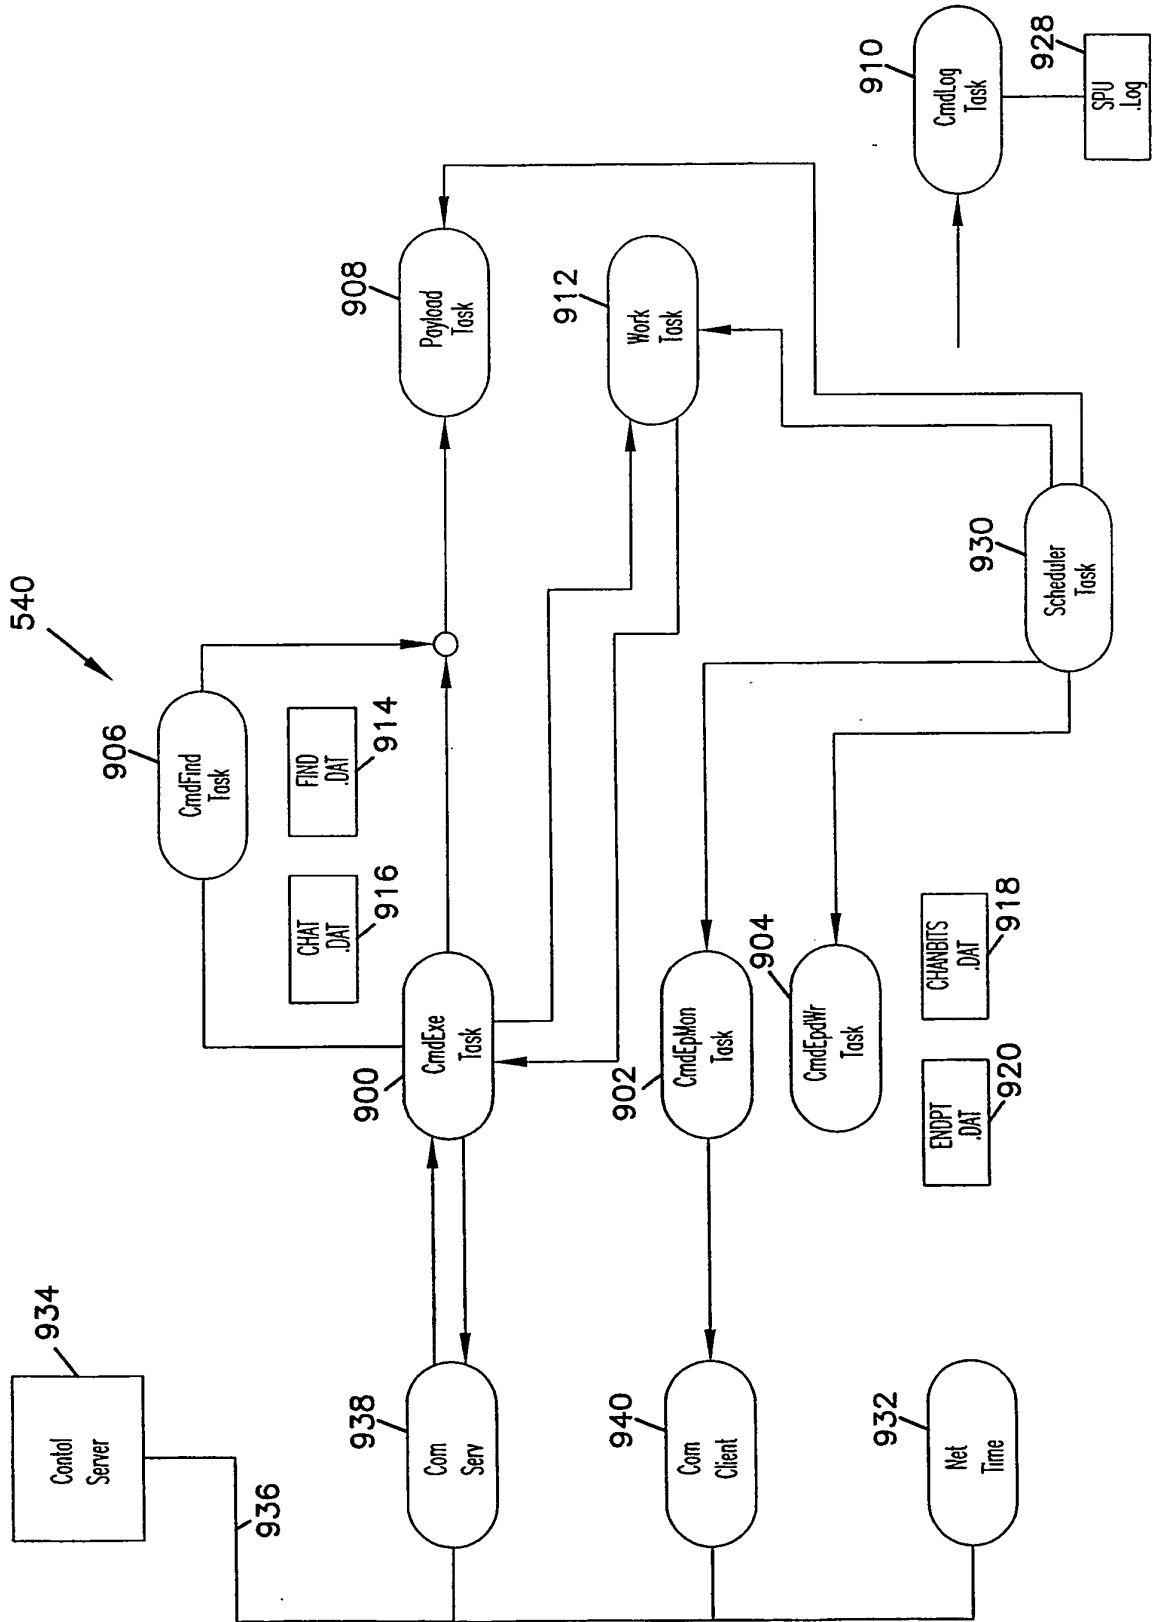 540
934
Contol
Server
936
906
CmdFind
Task
916
CHAT
.DAT
914
FIND
.DAT
938
Com
Serv
900
CmdExe
Task
908
Payload
Task
912
Work
Task
940
Com
Client
902
CmdEpMon
Task
904
CmdEpdWr
Task
932
Net
Time
920
ENDPT
.DAT
918
CHANBITS
.DAT
930
Scheduler
Task
910
CmdLog
Task
928
SPU
.Log